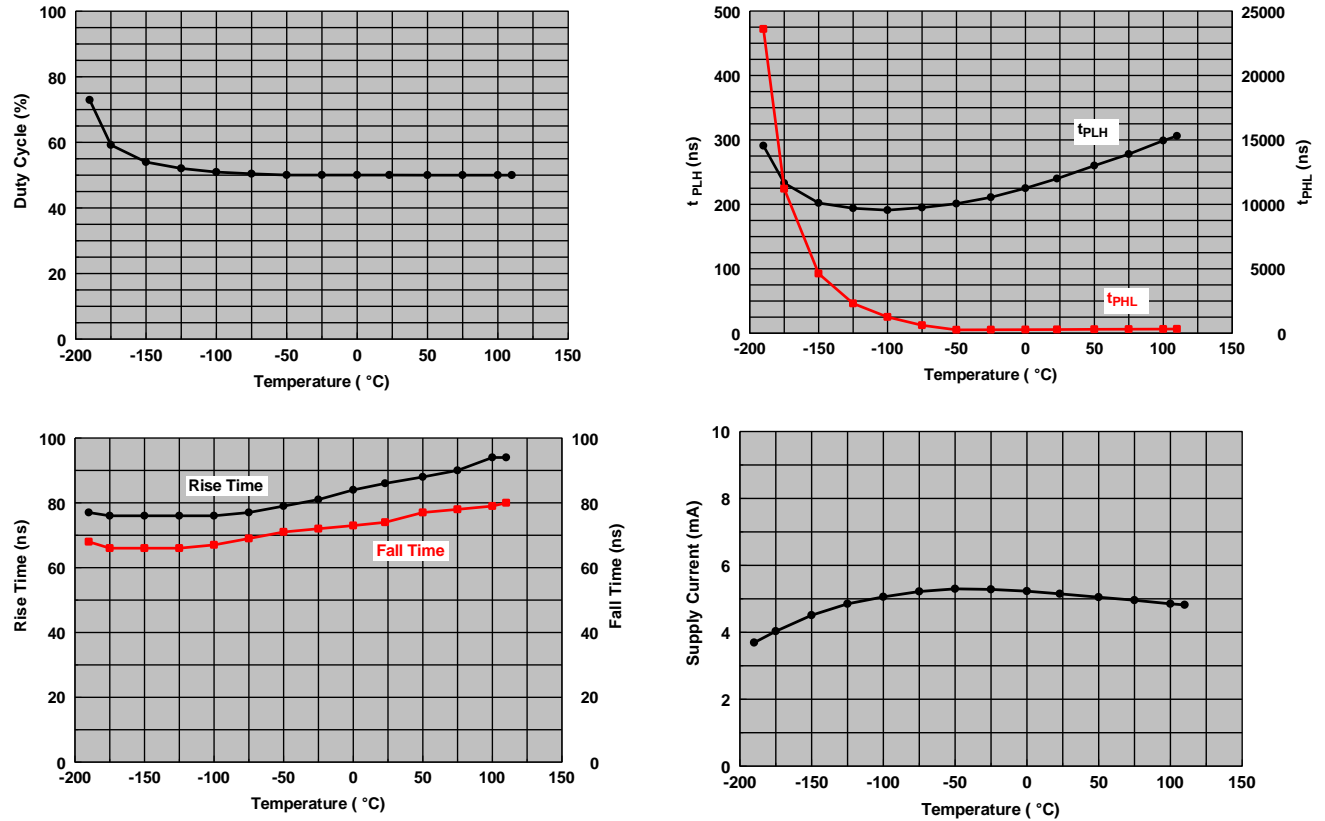 Duty Cycle (%)
100
80
60
40
20
0
-200 -150 -100 -50 0 50 100 150
Temperature ( °C)
t PLH (ns)
500
400
300
200
100
0
tPLH
tPHL
25000
20000
15000
10000
5000
0
tPHL (ns)
-200 -150 -100 -50 0 50 100 150
Temperature ( °C)
Rise Time (ns)
100
80
60
40
20
0
Rise Time
Fall Time
100
80
60
40
20
0
Fall Time (ns)
-200 -150 -100 -50 0 50 100 150
Temperature ( °C)
Supply Current (mA)
10
8
6
4
2
0
-200 -150 -100 -50 0 50 100 150
Temperature ( °C)